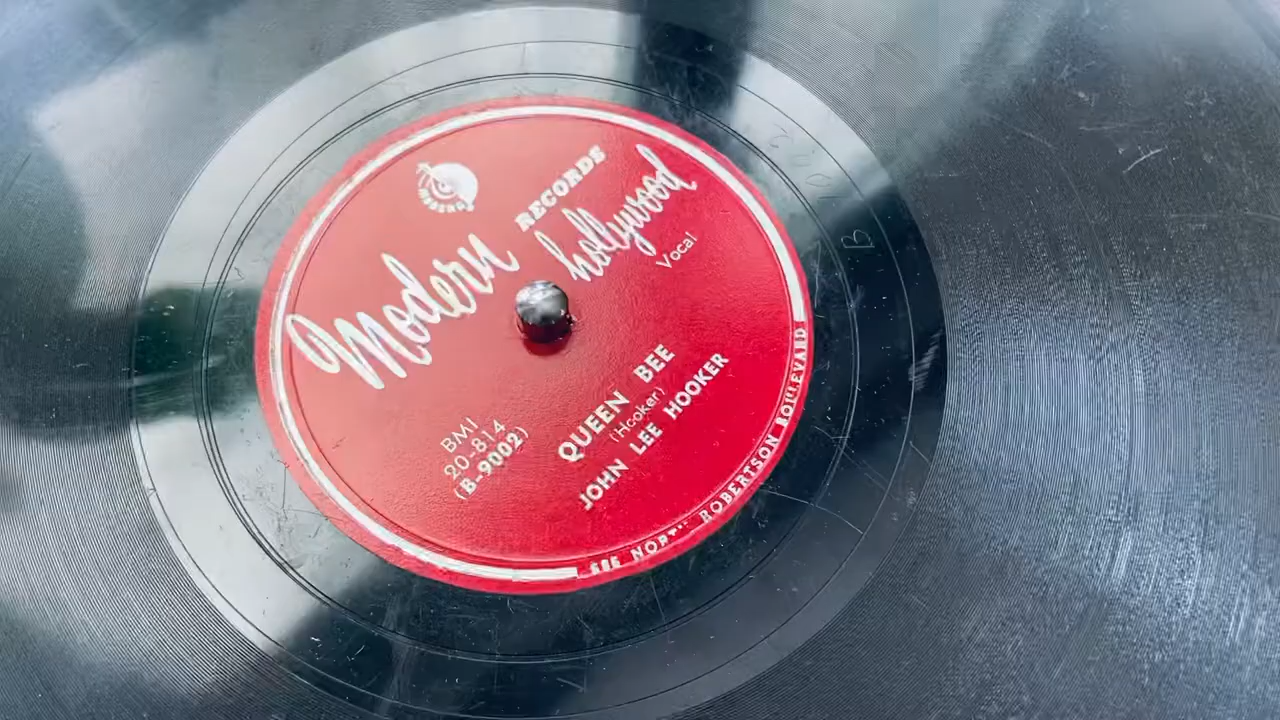 RECORDS
Modern hollywood
Vocal
BMI
20-814
(B-9002)
QUEEN BEE
(Hooker)
JOHN LEE HOOKER
ROBERTSON BOULEVARD
B